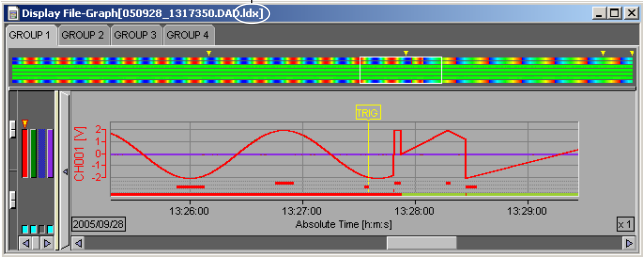 Display File-Graph[050928_1317350.DAD.ldx]
GROUP 1 GROUP 2 GROUP 3 GROUP 4
TRIG
CH001 [V]
2
1
0
-1
-2
13:26:00 13:27:00 13:28:00 13:29:00
2005/09/28 Absolute Time [h:m:s] x 1